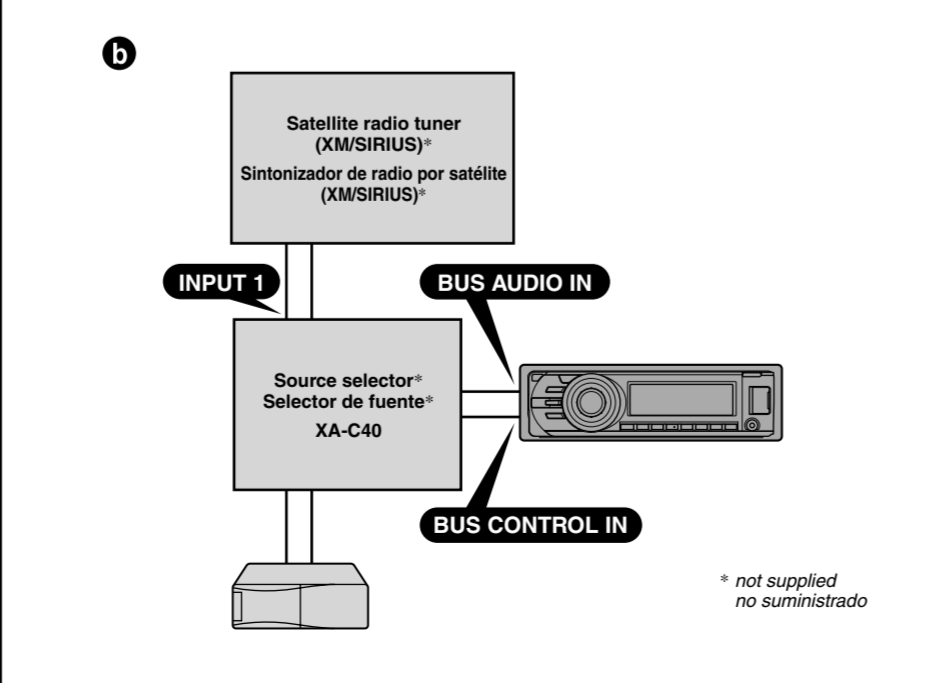 b
Satellite radio tuner
(XM/SIRIUS)*
Sintonizador de radio por satélite
(XM/SIRIUS)*
INPUT 1
BUS AUDIO IN
Source selector*
Selector de fuente*
XA-C40
BUS CONTROL IN
* not supplied
no suministrado